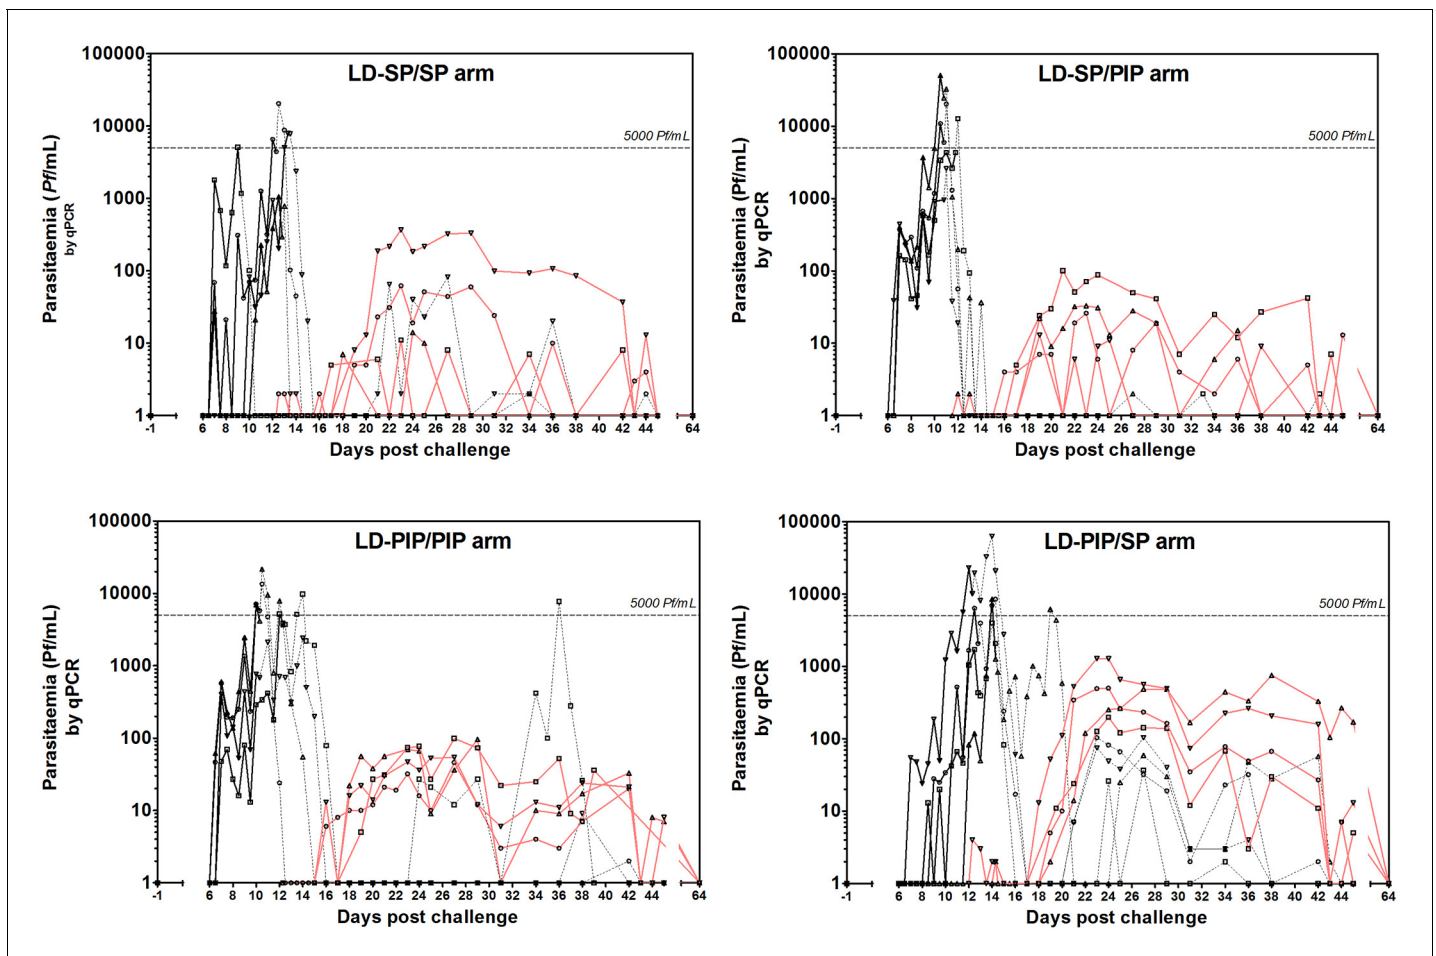 LD-SP/SP arm
100000
10000
1000
100
10
1
5000 Pf/mL
Parasitaemia (Pf/mL)
by qPCR
-1 6 8 10 12 14 16 18 20 22 24 26 28 30 32 34 36 38 40 42 44 64
Days post challenge
LD-SP/PIP arm
100000
10000
1000
100
10
1
5000 Pf/mL
Parasitaemia (Pf/mL)
by qPCR
-1 6 8 10 12 14 16 18 20 22 24 26 28 30 32 34 36 38 40 42 44 64
Days post challenge
LD-PIP/PIP arm
100000
10000
1000
100
10
1
5000 Pf/mL
Parasitaemia (Pf/mL)
by qPCR
-1 6 8 10 12 14 16 18 20 22 24 26 28 30 32 34 36 38 40 42 44 64
Days post challenge
LD-PIP/SP arm
100000
10000
1000
100
10
1
5000 Pf/mL
Parasitaemia (Pf/mL)
by qPCR
-1 6 8 10 12 14 16 18 20 22 24 26 28 30 32 34 36 38 40 42 44 64
Days post challenge